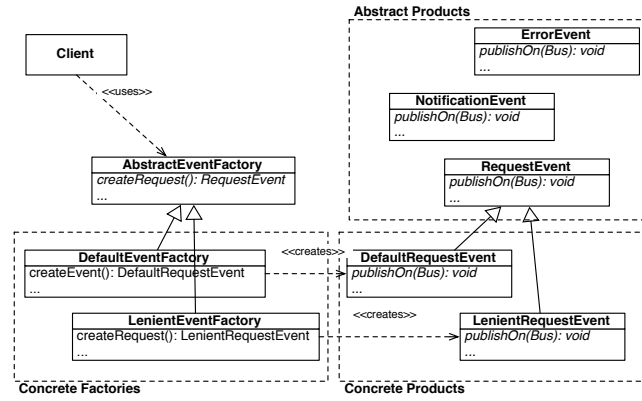 Abstract Products
ErrorEvent
publishOn(Bus): void
...
Client
<<uses>>
NotificationEvent
publishOn(Bus): void
...
AbstractEventFactory
createRequest(): RequestEvent
...
RequestEvent
publishOn(Bus): void
...
DefaultEventFactory
createEvent(): DefaultRequestEvent
...
<<creates>>
DefaultRequestEvent
publishOn(Bus): void
...
LenientEventFactory
createRequest(): LenientRequestEvent
...
<<creates>>
LenientRequestEvent
publishOn(Bus): void
...
Concrete Factories
Concrete Products